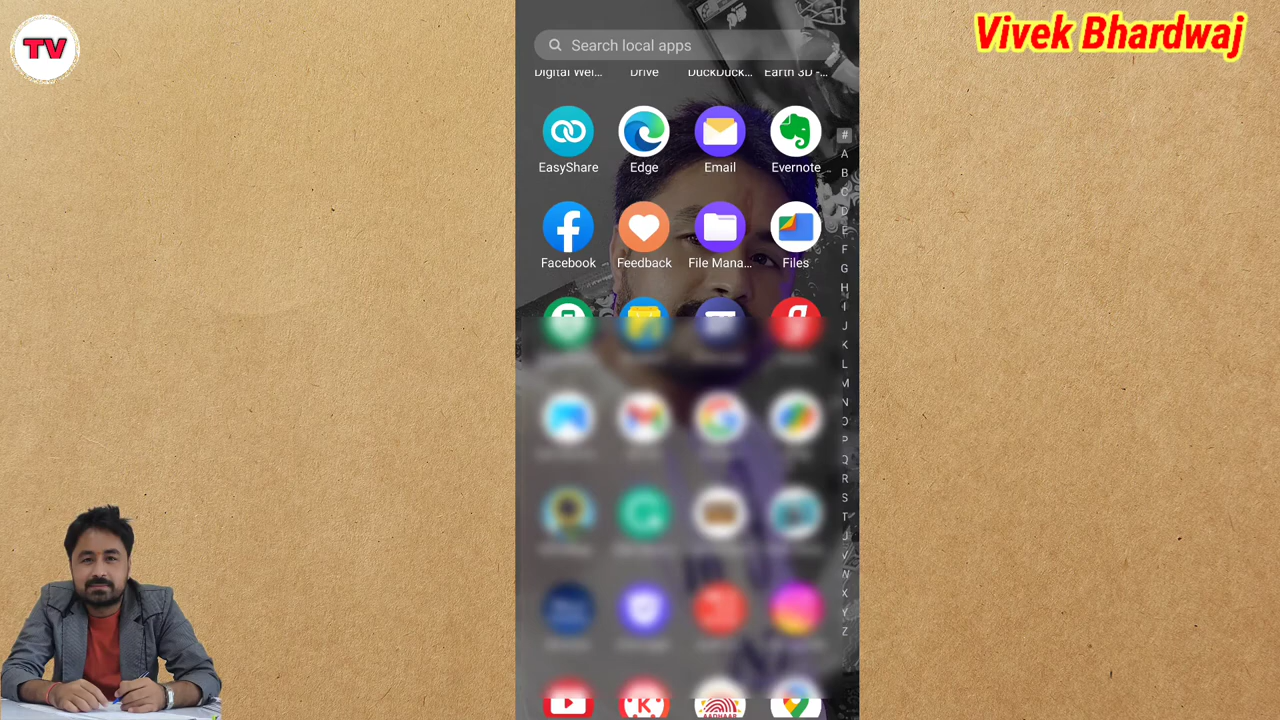 TV
Vivek Bhardwaj
Search local apps
Digital Wel... Drive DuckDuck... Earth 3D -...
EasyShare Edge Email Evernote
Facebook Feedback File Mana... Files
#
A
B
C
D
E
F
G
H
I
J
K
L
M
N
O
P
Q
R
S
T
U
V
W
X
Y
Z
K
AADHAAR